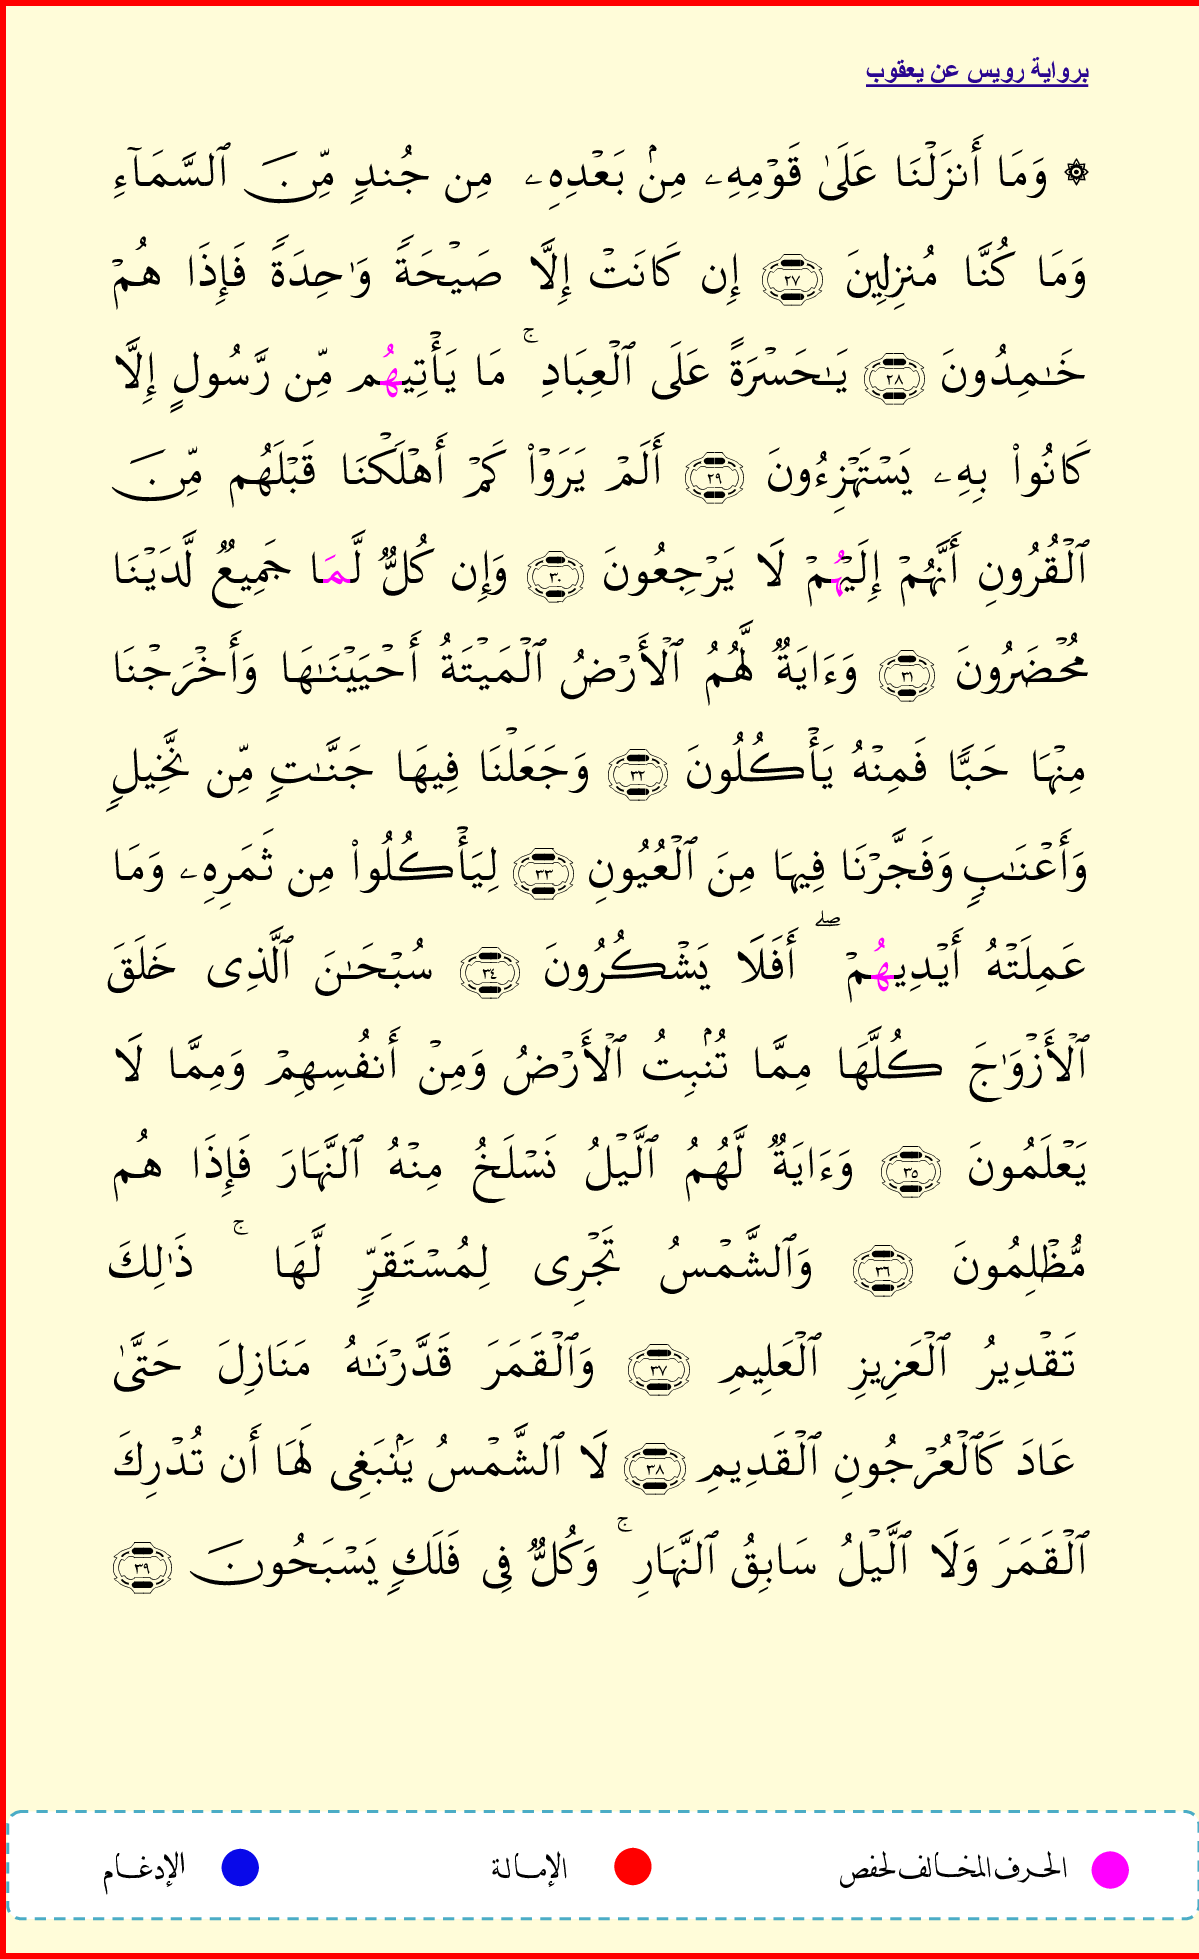 برواية رويس عن يعقوب
۞ وَمَآ أَنزَلۡنَا عَلَىٰ قَوۡمِهِۦ مِنۢ بَعۡدِهِۦ مِن جُندٖ مِّنَ ٱلسَّمَآءِ
وَمَا كُنَّا مُنزِلِينَ ٢٧ إِن كَانَتۡ إِلَّا صَيۡحَةٗ وَٰحِدَةٗ فَإِذَا هُمۡ
خَٰمِدُونَ ٢٨ يَٰحَسۡرَةً عَلَى ٱلۡعِبَادِۚ مَا يَأۡتِيهُم مِّن رَّسُولٍ إِلَّا
كَانُواْ بِهِۦ يَسۡتَهۡزِءُونَ ٢٩ أَلَمۡ يَرَوۡاْ كَمۡ أَهۡلَكۡنَا قَبۡلَهُم مِّنَ
ٱلۡقُرُونِ أَنَّهُمۡ إِلَيۡهُمۡ لَا يَرۡجِعُونَ ٣٠ وَإِن كُلّٞ لَّمَا جَمِيعٞ لَّدَيۡنَا
مُحۡضَرُونَ ٣١ وَءَايَةٞ لَّهُمُ ٱلۡأَرۡضُ ٱلۡمَيۡتَةُ أَحۡيَيۡنَٰهَا وَأَخۡرَجۡنَا
مِنۡهَا حَبّٗا فَمِنۡهُ يَأۡكُلُونَ ٣٢ وَجَعَلۡنَا فِيهَا جَنَّٰتٖ مِّن نَّخِيلٖ
وَأَعۡنَٰبٖ وَفَجَّرۡنَا فِيهَا مِنَ ٱلۡعُيُونِ ٣٣ لِيَأۡكُلُواْ مِن ثَمَرِهِۦ وَمَا
عَمِلَتۡهُ أَيۡدِيهُمۡۖ أَفَلَا يَشۡكُرُونَ ٣٤ سُبۡحَٰنَ ٱلَّذِي خَلَقَ
ٱلۡأَزۡوَٰجَ كُلَّهَا مِمَّا تُنۢبِتُ ٱلۡأَرۡضُ وَمِنۡ أَنفُسِهِمۡ وَمِمَّا لَا
يَعۡلَمُونَ ٣٥ وَءَايَةٞ لَّهُمُ ٱلَّيۡلُ نَسۡلَخُ مِنۡهُ ٱلنَّهَارَ فَإِذَا هُم
مُّظۡلِمُونَ ٣٦ وَٱلشَّمۡسُ تَجۡرِي لِمُسۡتَقَرّٖ لَّهَاۚ ذَٰلِكَ
تَقۡدِيرُ ٱلۡعَزِيزِ ٱلۡعَلِيمِ ٣٧ وَٱلۡقَمَرَ قَدَّرۡنَٰهُ مَنَازِلَ حَتَّىٰ
عَادَ كَٱلۡعُرۡجُونِ ٱلۡقَدِيمِ ٣٨ لَا ٱلشَّمۡسُ يَنۢبَغِي لَهَا أَن تُدۡرِكَ
ٱلۡقَمَرَ وَلَا ٱلَّيۡلُ سَابِقُ ٱلنَّهَارِۚ وَكُلّٞ فِي فَلَكٖ يَسۡبَحُونَ ٣٩
الحرف المخالف لحفص الإمالة الإدغام